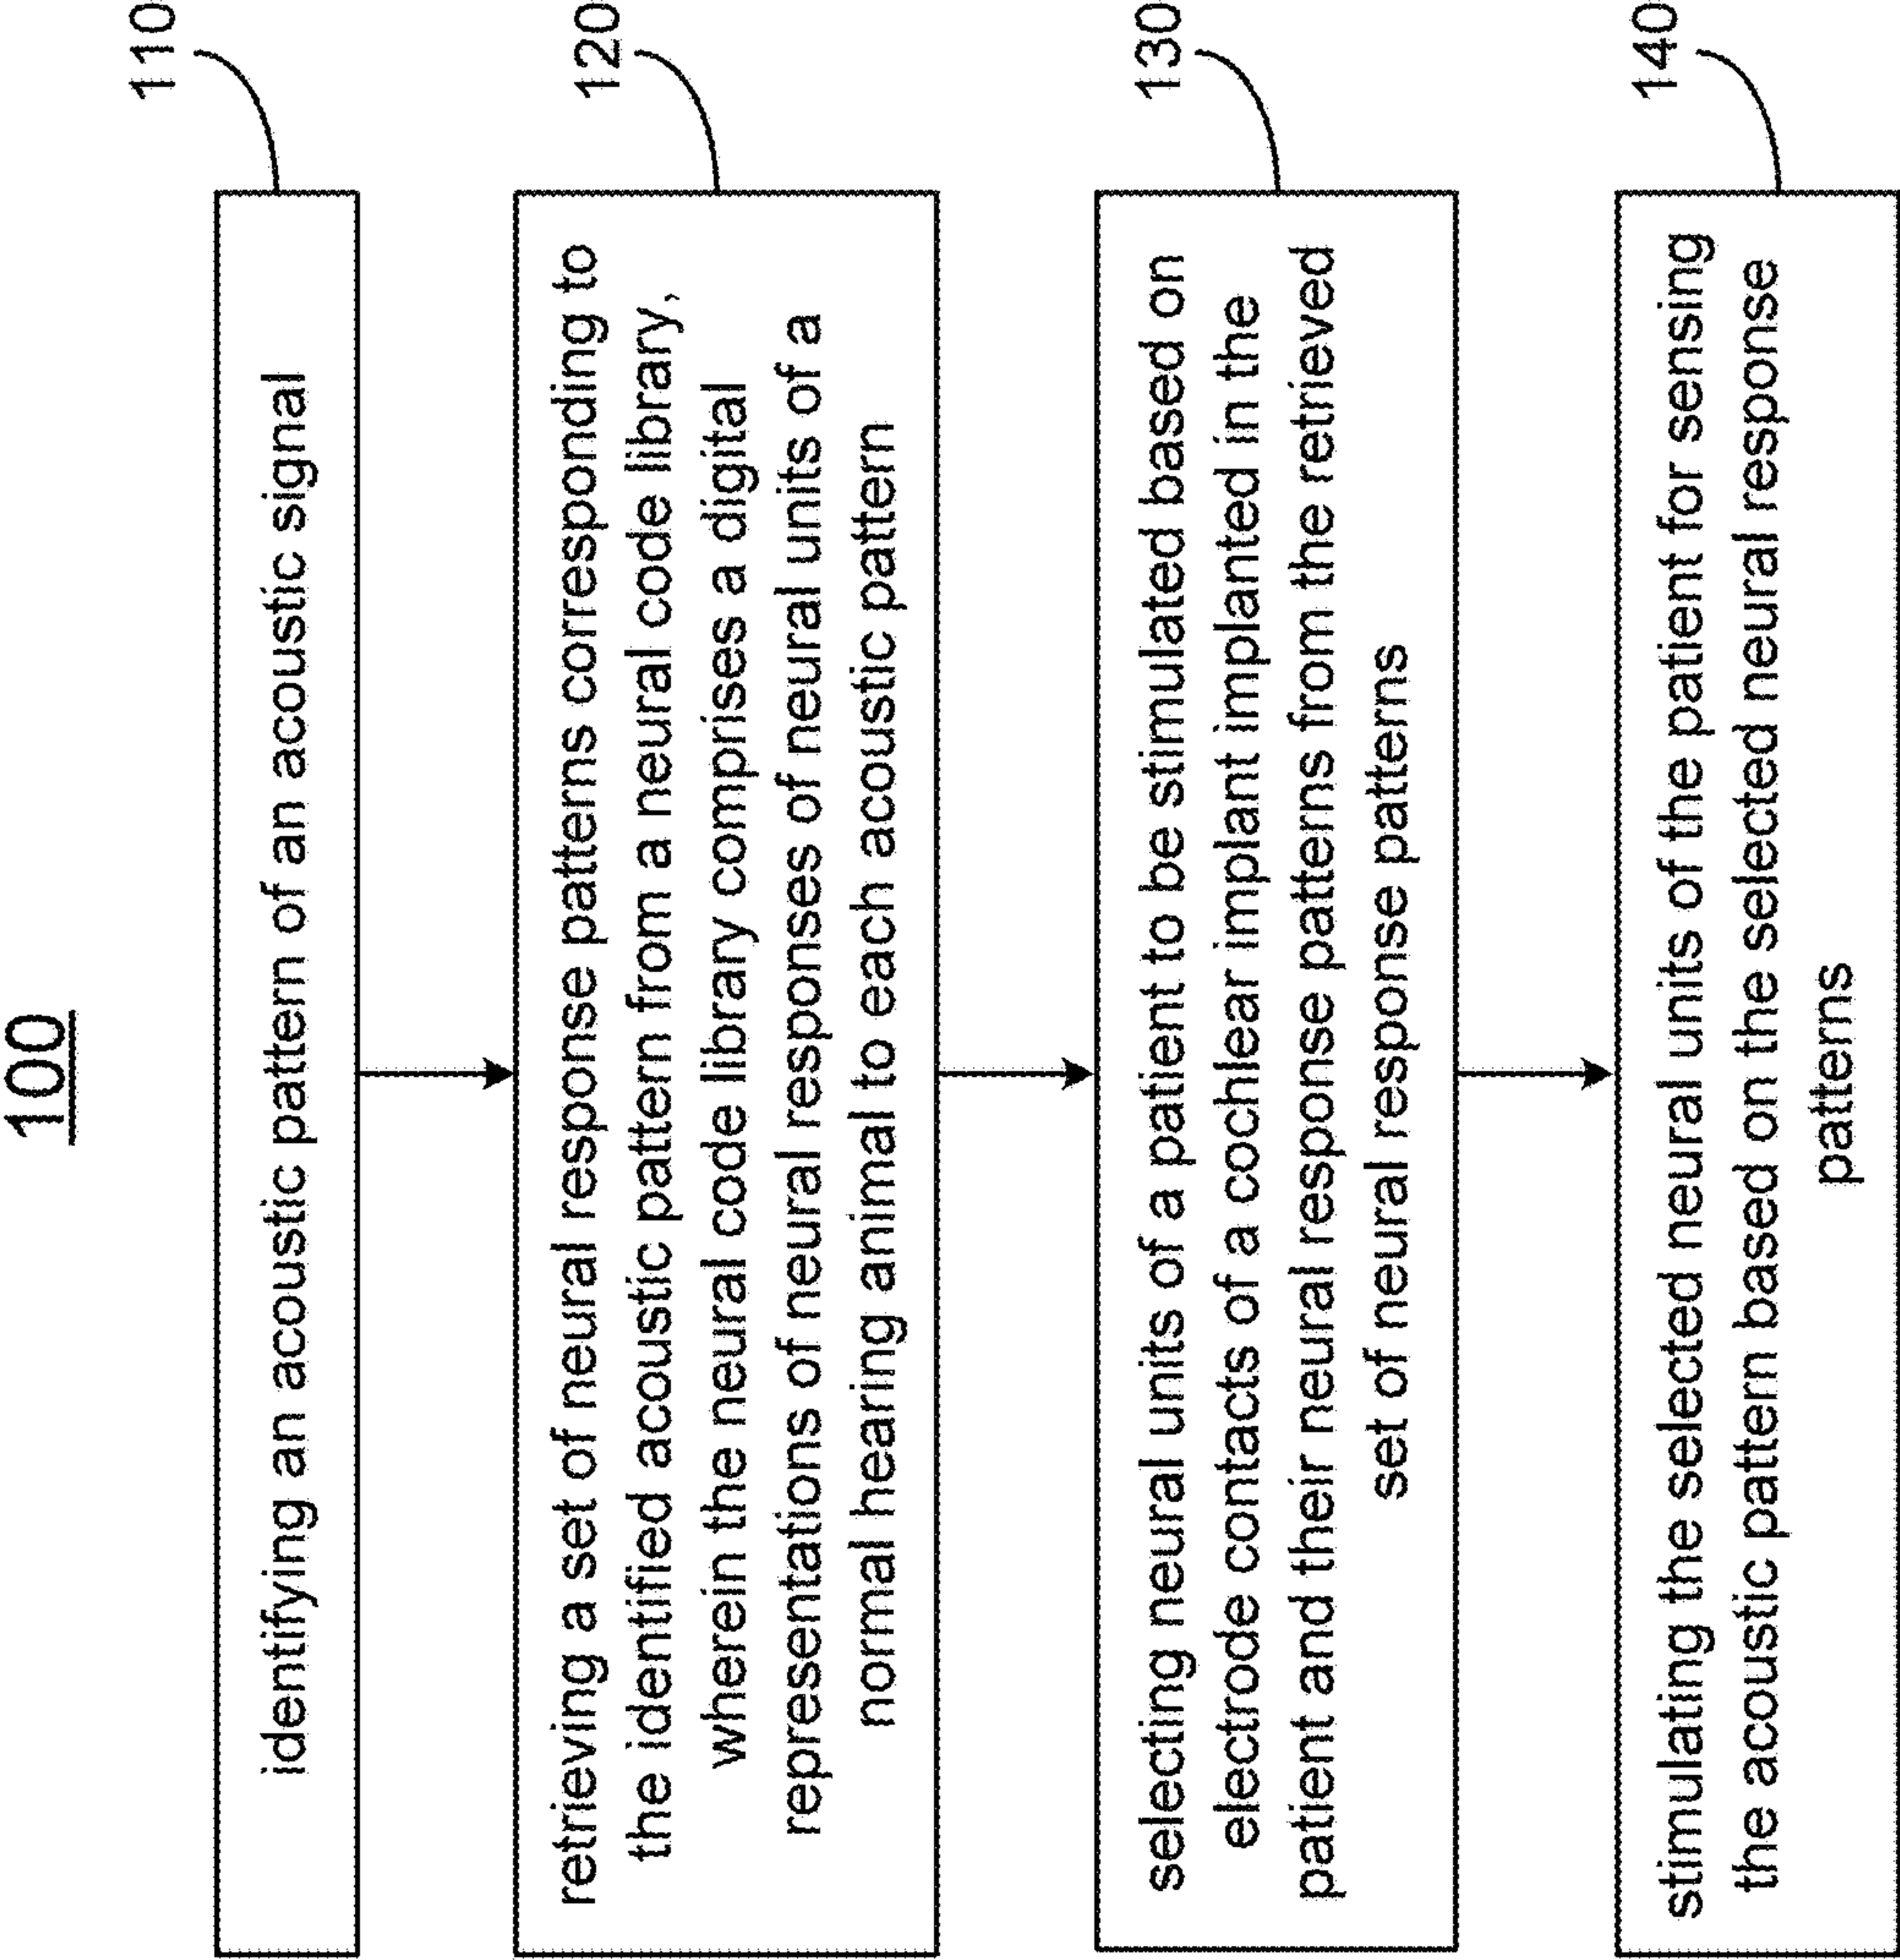 100
110
identifying an acoustic pattern of an acoustic signal
120
retrieving a set of neural response patterns corresponding to
the identified acoustic pattern from a neural code library,
wherein the neural code library comprises a digital
representations of neural responses of neural units of a
normal hearing animal to each acoustic pattern
130
selecting neural units of a patient to be stimulated based on
electrode contacts of a cochlear implant implanted in the
patient and their neural response patterns from the retrieved
set of neural response patterns
140
stimulating the selected neural units of the patient for sensing
the acoustic pattern based on the selected neural response
patterns